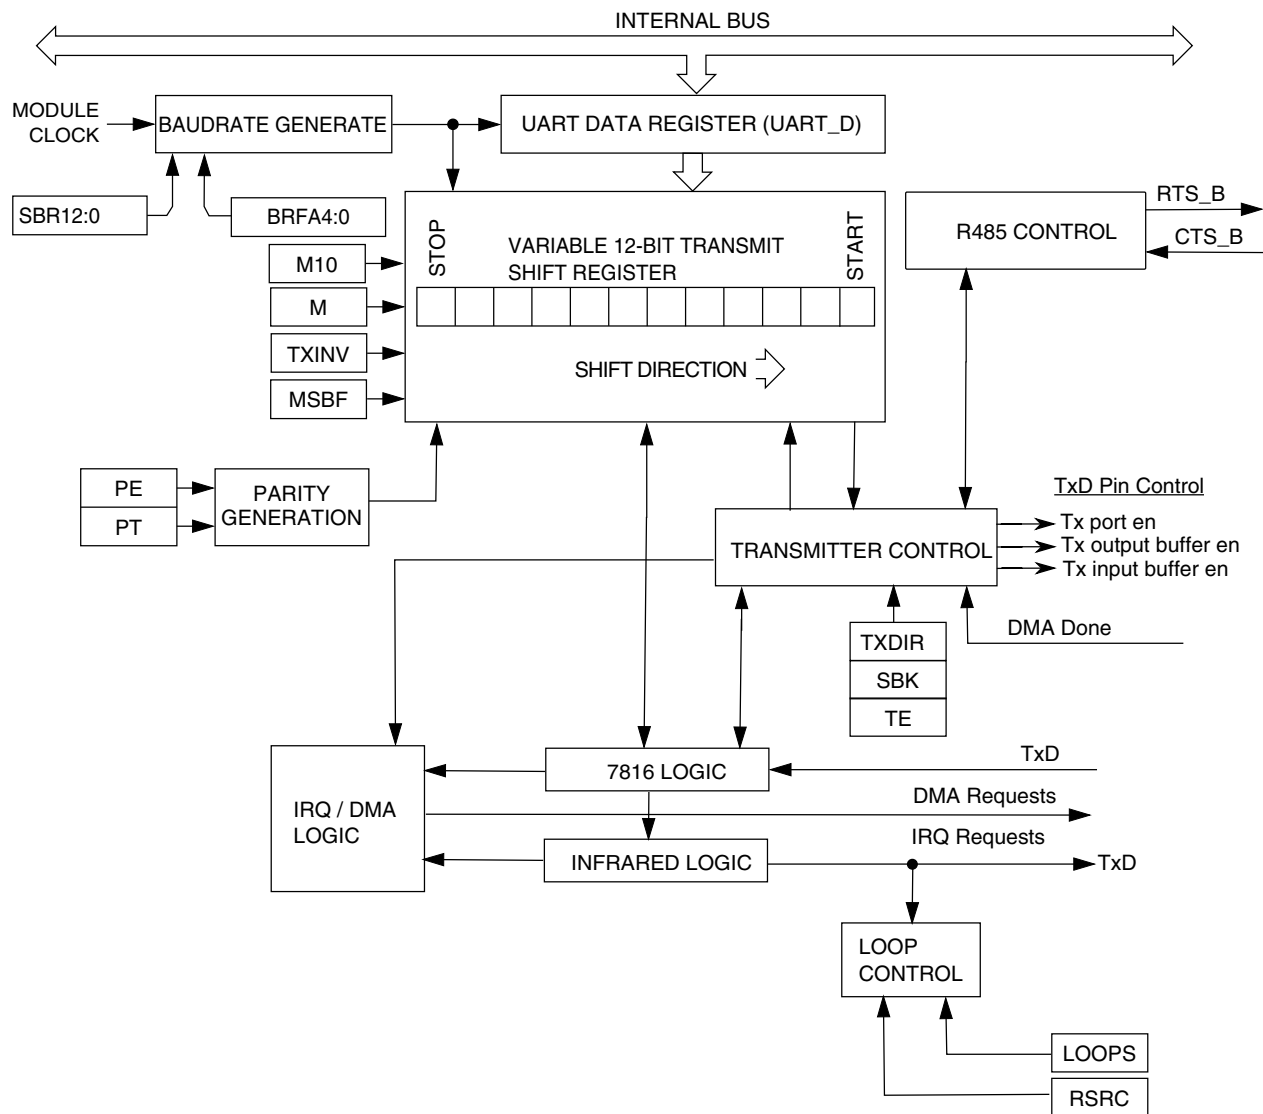 INTERNAL BUS
MODULE
CLOCK
BAUDRATE GENERATE
UART DATA REGISTER (UART_D)
SBR12:0
BRFA4:0
STOP
VARIABLE 12-BIT TRANSMIT
SHIFT REGISTER
START
R485 CONTROL
RTS_B
CTS_B
M10
M
TXINV
MSBF
SHIFT DIRECTION
PE
PT
PARITY
GENERATION
TRANSMITTER CONTROL
TxD Pin Control
Tx port en
Tx output buffer en
Tx input buffer en
DMA Done
TXDIR
SBK
TE
IRQ / DMA
LOGIC
7816 LOGIC
TxD
DMA Requests
IRQ Requests
INFRARED LOGIC
TxD
LOOP
CONTROL
LOOPS
RSRC